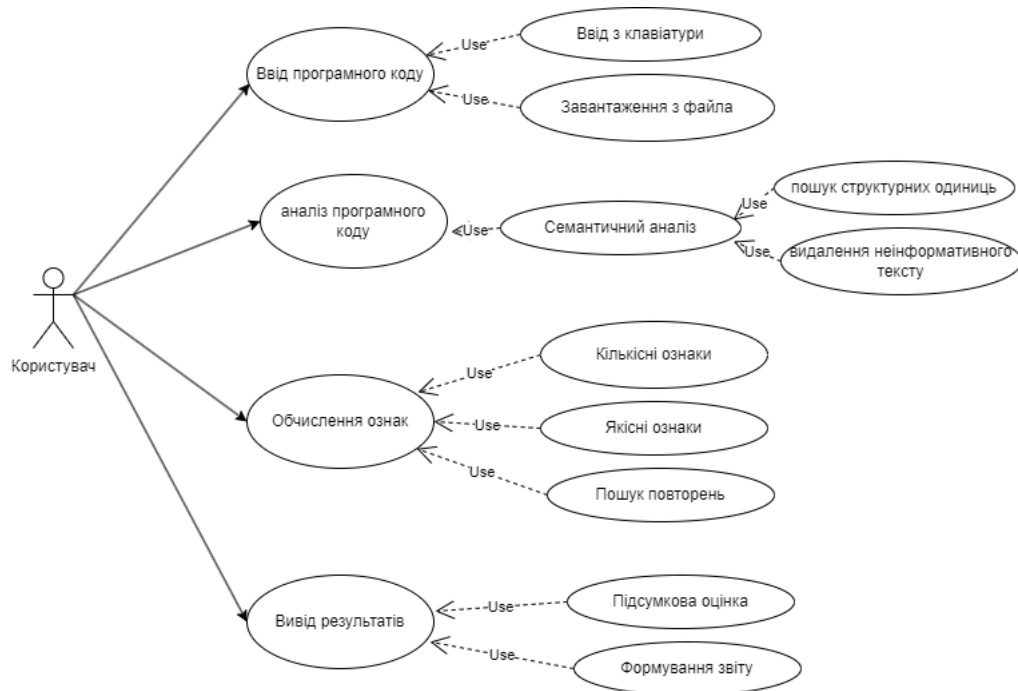 Ввід з клавіатури
Use
Ввід програмного коду
Use
Завантаження з файла
пошук структурних одиниць
аналіз програмного
коду
Use
Семантичний аналіз
Use
Use
видалення неінформативного
тексту
Користувач
Кількісні ознаки
Use
Обчислення ознак
Use
Якісні ознаки
Use
Пошук повторень
Підсумкова оцінка
Use
Вивід результатів
Use
Формування звіту